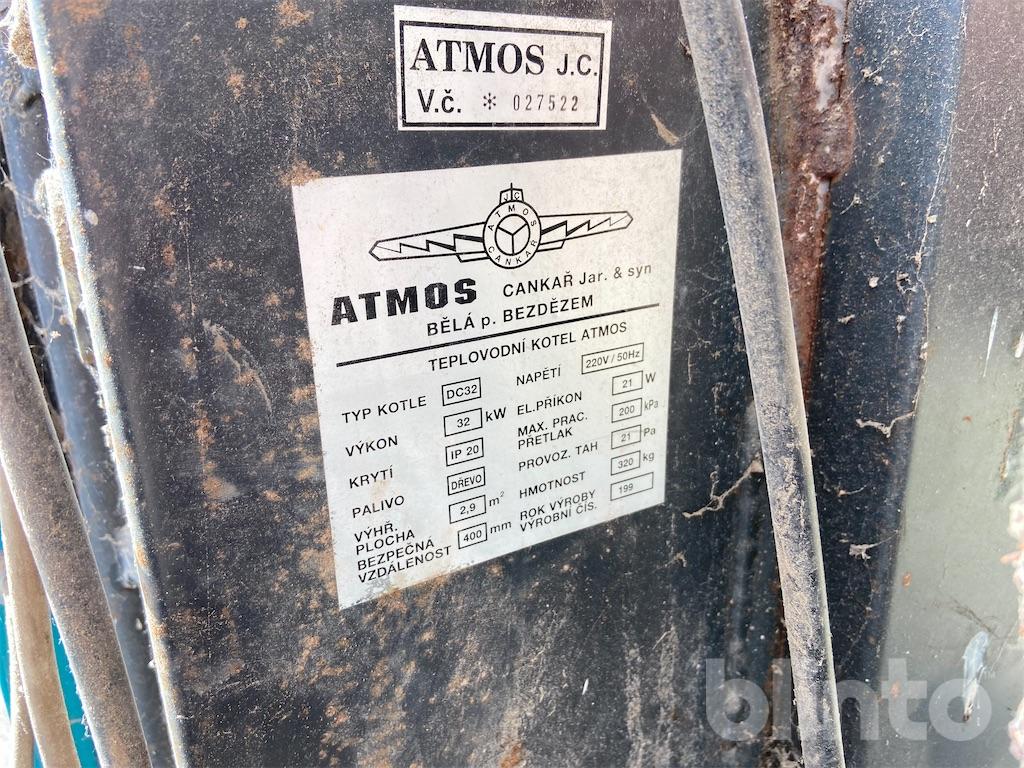 ATMOS J.C.
V.č. * 027522
JC
ATMOS
CANKAR
ATMOS CANKAŘ Jar. & syn
BĚLÁ p. BEZDĚZEM
TEPLOVODNÍ KOTEL ATMOS
TYP KOTLE DC32
VÝKON 32 kW
KRYTÍ IP 20
PALIVO DŘEVO
VÝHŘ. PLOCHA 2,9 m²
BEZPEČNÁ VZDÁLENOST 400 mm
NAPĚTÍ 220V / 50Hz
EL.PŘÍKON 21 W
MAX. PRAC. PŘETLAK 200 kPa
PROVOZ. TAH 21 Pa
HMOTNOST 320 kg
ROK VÝROBY 199
VÝROBNÍ ČÍS.
blinto